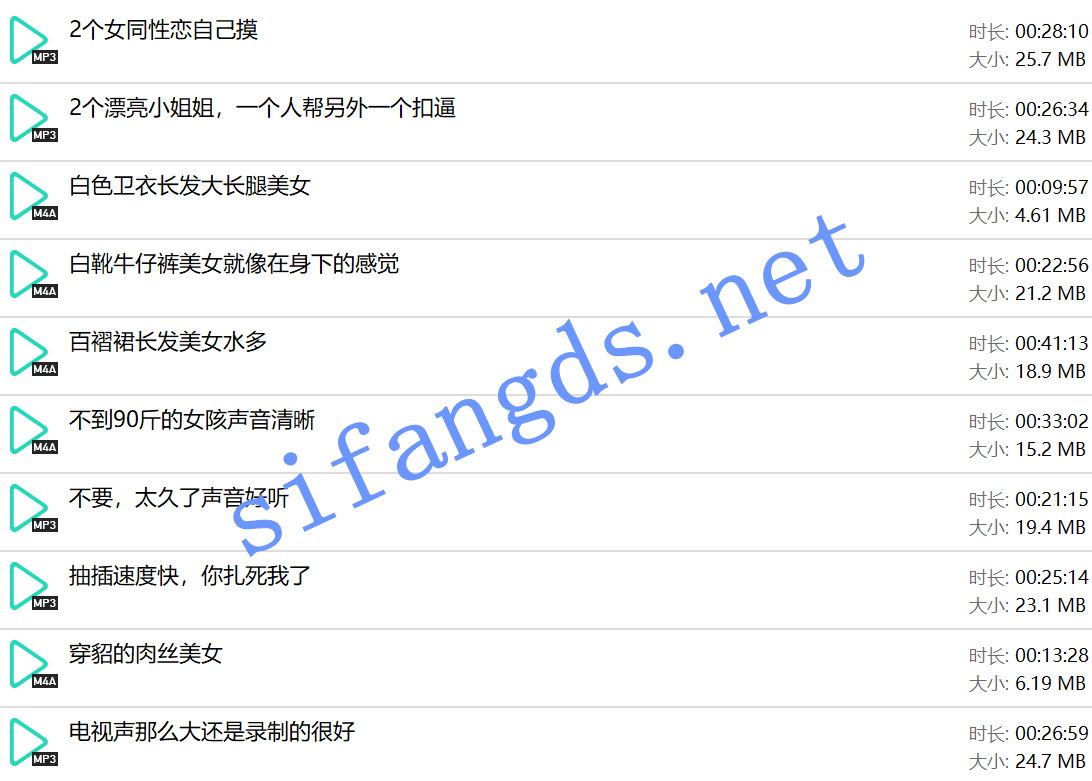 2个女同性恋自己摸
时长: 00:28:10
MP3
大小: 25.7 MB
2个漂亮小姐姐，一个人帮另外一个扣逼
时长: 00:26:34
MP3
大小: 24.3 MB
白色卫衣长发大长腿美女
时长: 00:09:57
M4A
大小: 4.61 MB
白靴牛仔裤美女就像在身下的感觉
时长: 00:22:56
M4A
大小: 21.2 MB
百褶裙长发美女水多
时长: 00:41:13
M4A
大小: 18.9 MB
不到90斤的女陔声音清晰
时长: 00:33:02
M4A
大小: 15.2 MB
不要，太久了声音好听
时长: 00:21:15
MP3
大小: 19.4 MB
抽插速度快，你扎死我了
时长: 00:25:14
MP3
大小: 23.1 MB
穿貂的肉丝美女
时长: 00:13:28
M4A
大小: 6.19 MB
电视声那么大还是录制的很好
时长: 00:26:59
MP3
大小: 24.7 MB
sifangds.net